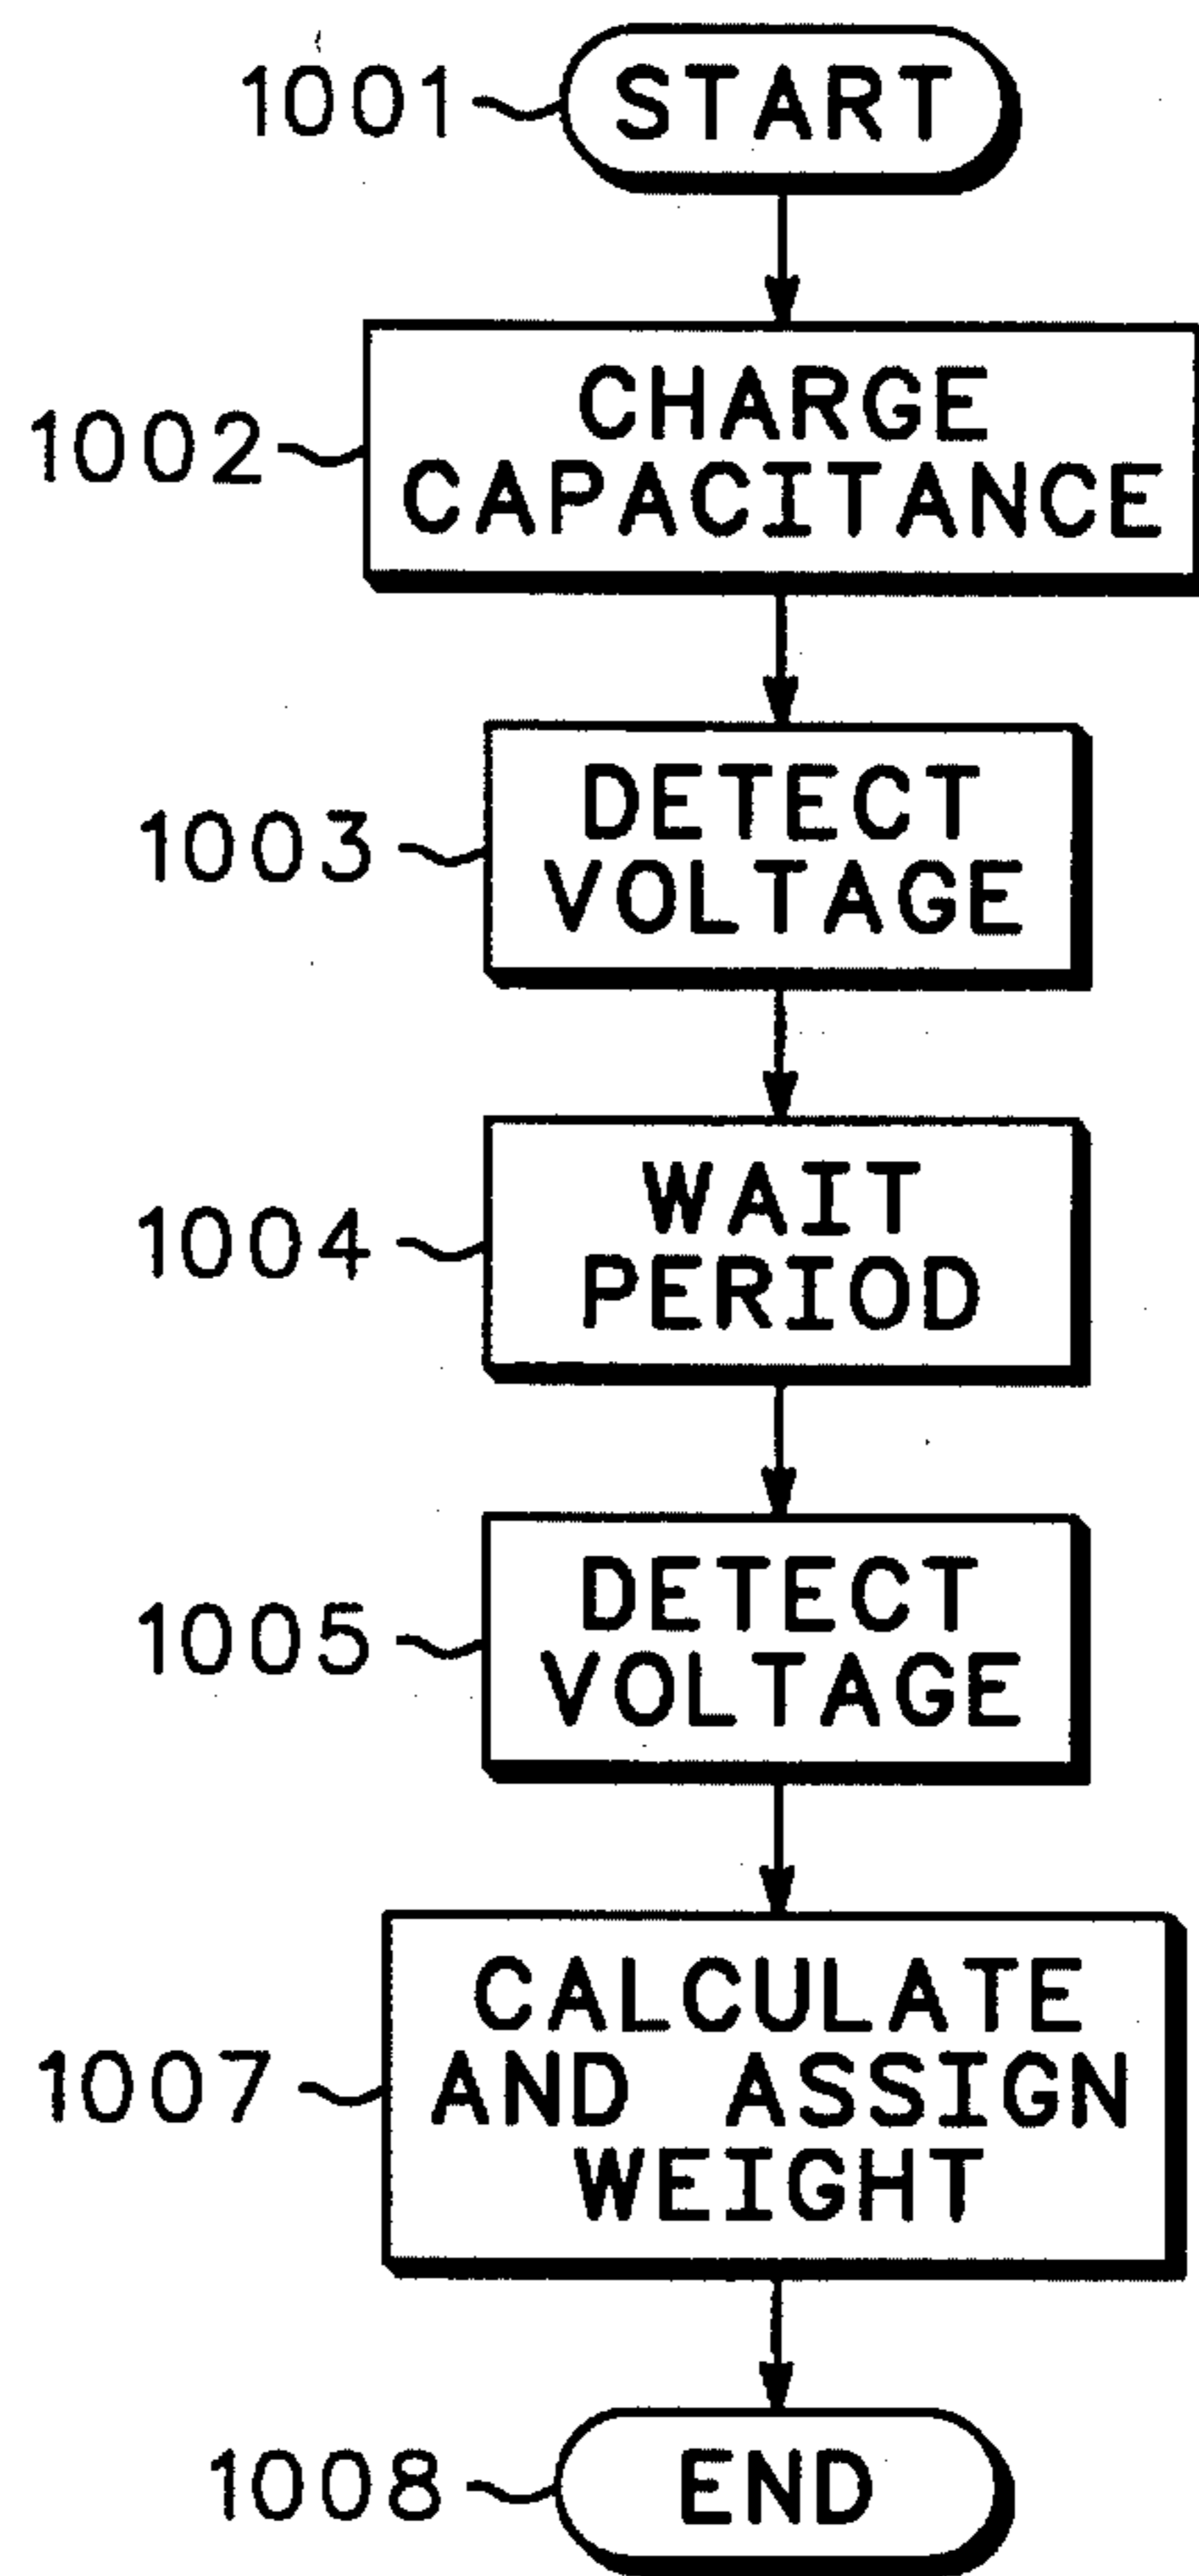 1001 START
1002 CHARGE
CAPACITANCE
1003 DETECT
VOLTAGE
1004 WAIT
PERIOD
1005 DETECT
VOLTAGE
CALCULATE
1007 AND ASSIGN
WEIGHT
1008 END